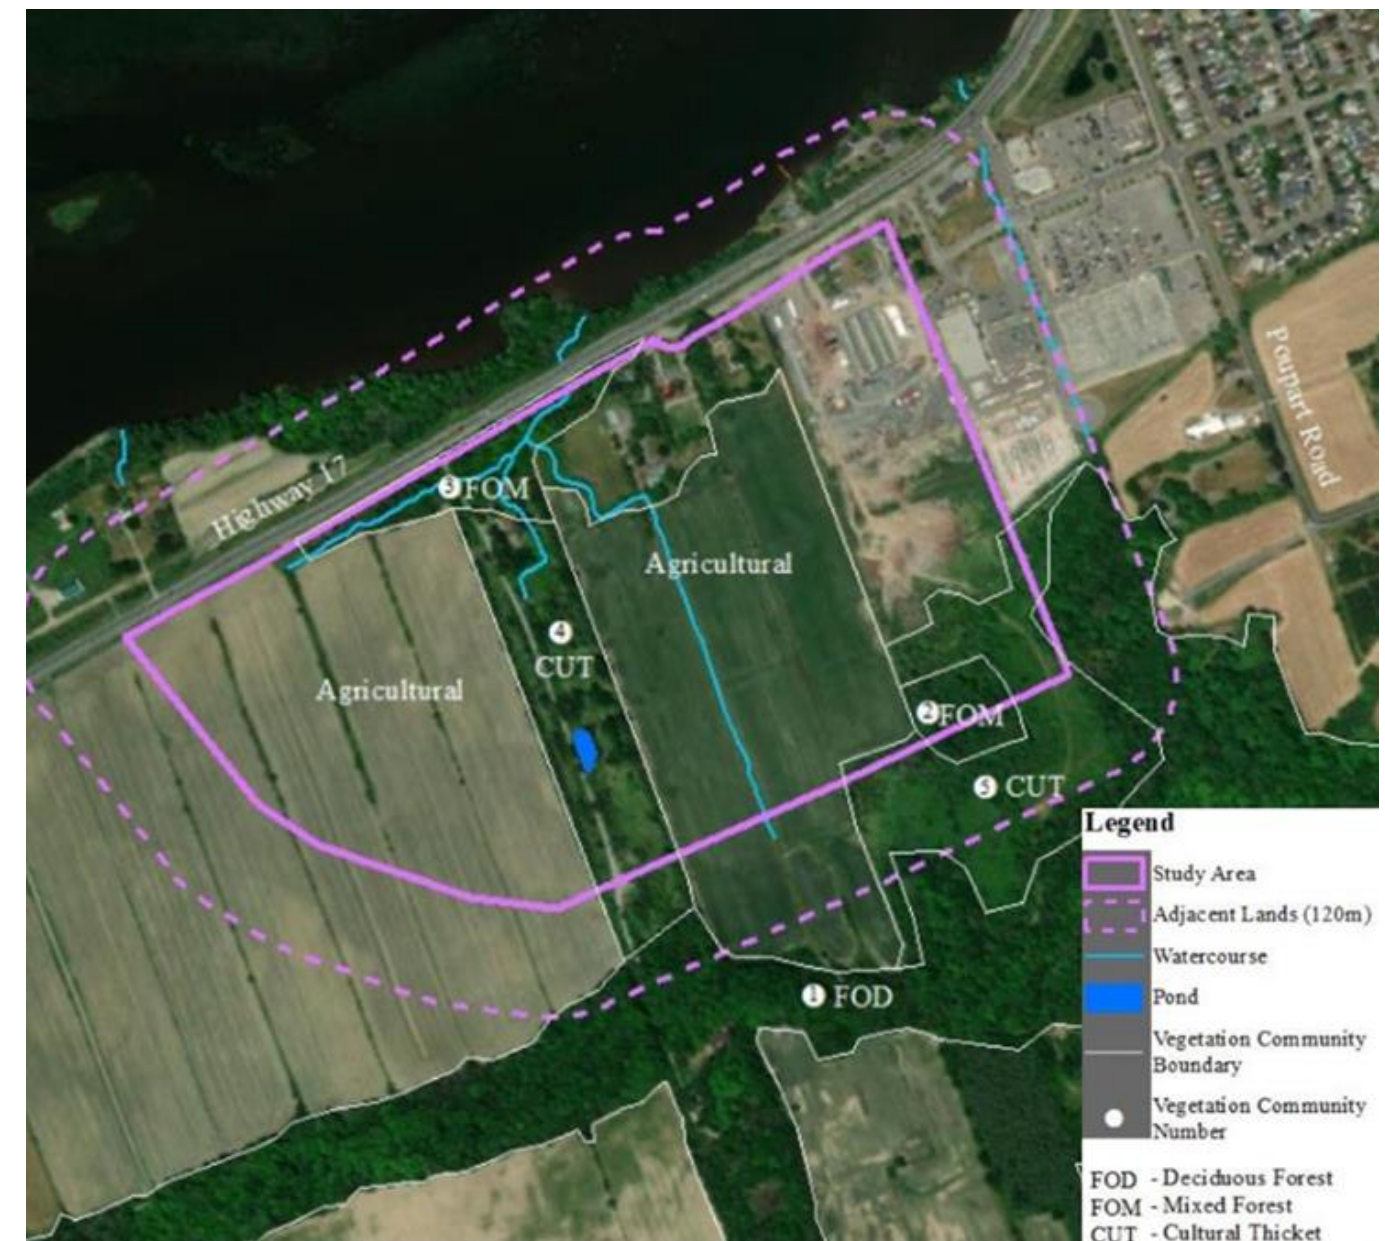 Poupart Road
Highway 17
3 FOM
Agricultural
4
CUT
Agricultural
2 FOM
5 CUT
1 FOD
Legend
Study Area
Adjacent Lands (120m)
Watercourse
Pond
Vegetation Community
Boundary
Vegetation Community
Number
FOD - Deciduous Forest
FOM - Mixed Forest
CUT - Cultural Thicket